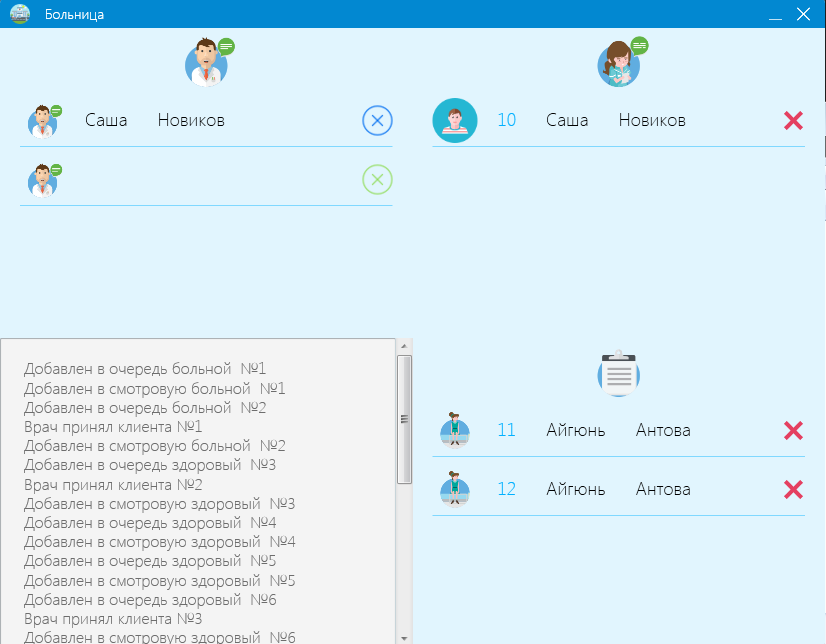 Больница
Саша Новиков
10 Саша Новиков
Добавлен в очередь больной №1
Добавлен в смотровую больной №1
Добавлен в очередь больной №2
Врач принял клиента №1
Добавлен в смотровую больной №2
Добавлен в очередь здоровый №3
Врач принял клиента №2
Добавлен в смотровую здоровый №3
Добавлен в очередь здоровый №4
Добавлен в смотровую здоровый №4
Добавлен в очередь здоровый №5
Добавлен в смотровую здоровый №5
Добавлен в очередь здоровый №6
Врач принял клиента №3
Добавлен в смотровую здоровый №6
11 Айгюнь Антова
12 Айгюнь Антова